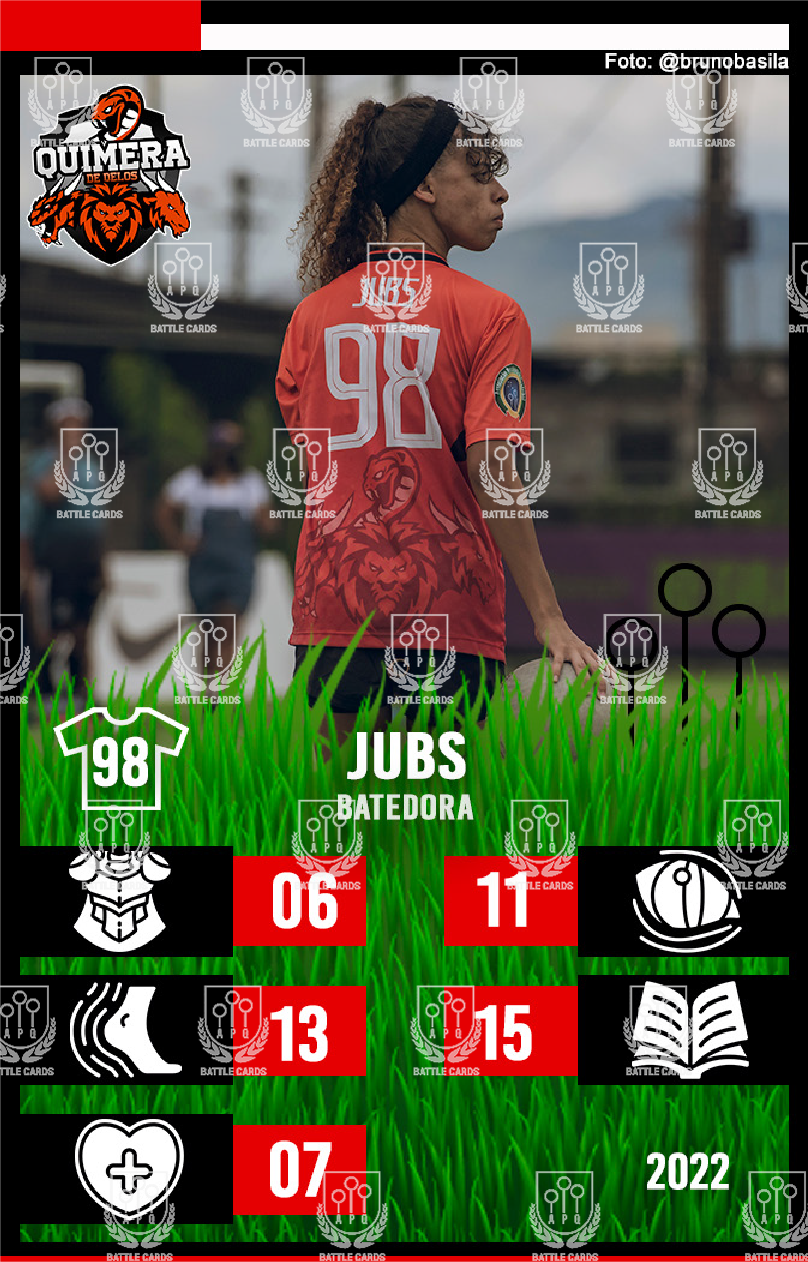 Foto: @brunobasila
QUIMERA
DE DELOS
JUBS
98
98
JUBS
BATEDORA
06
11
13
15
07
2022
APQ
BATTLE CARDS